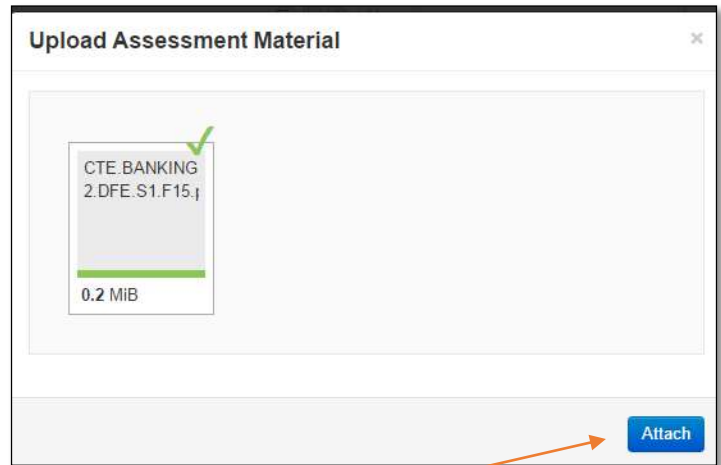 Upload Assessment Material
×
CTE.BANKING
2.DFE.S1.F15.p
0.2 MiB
Attach